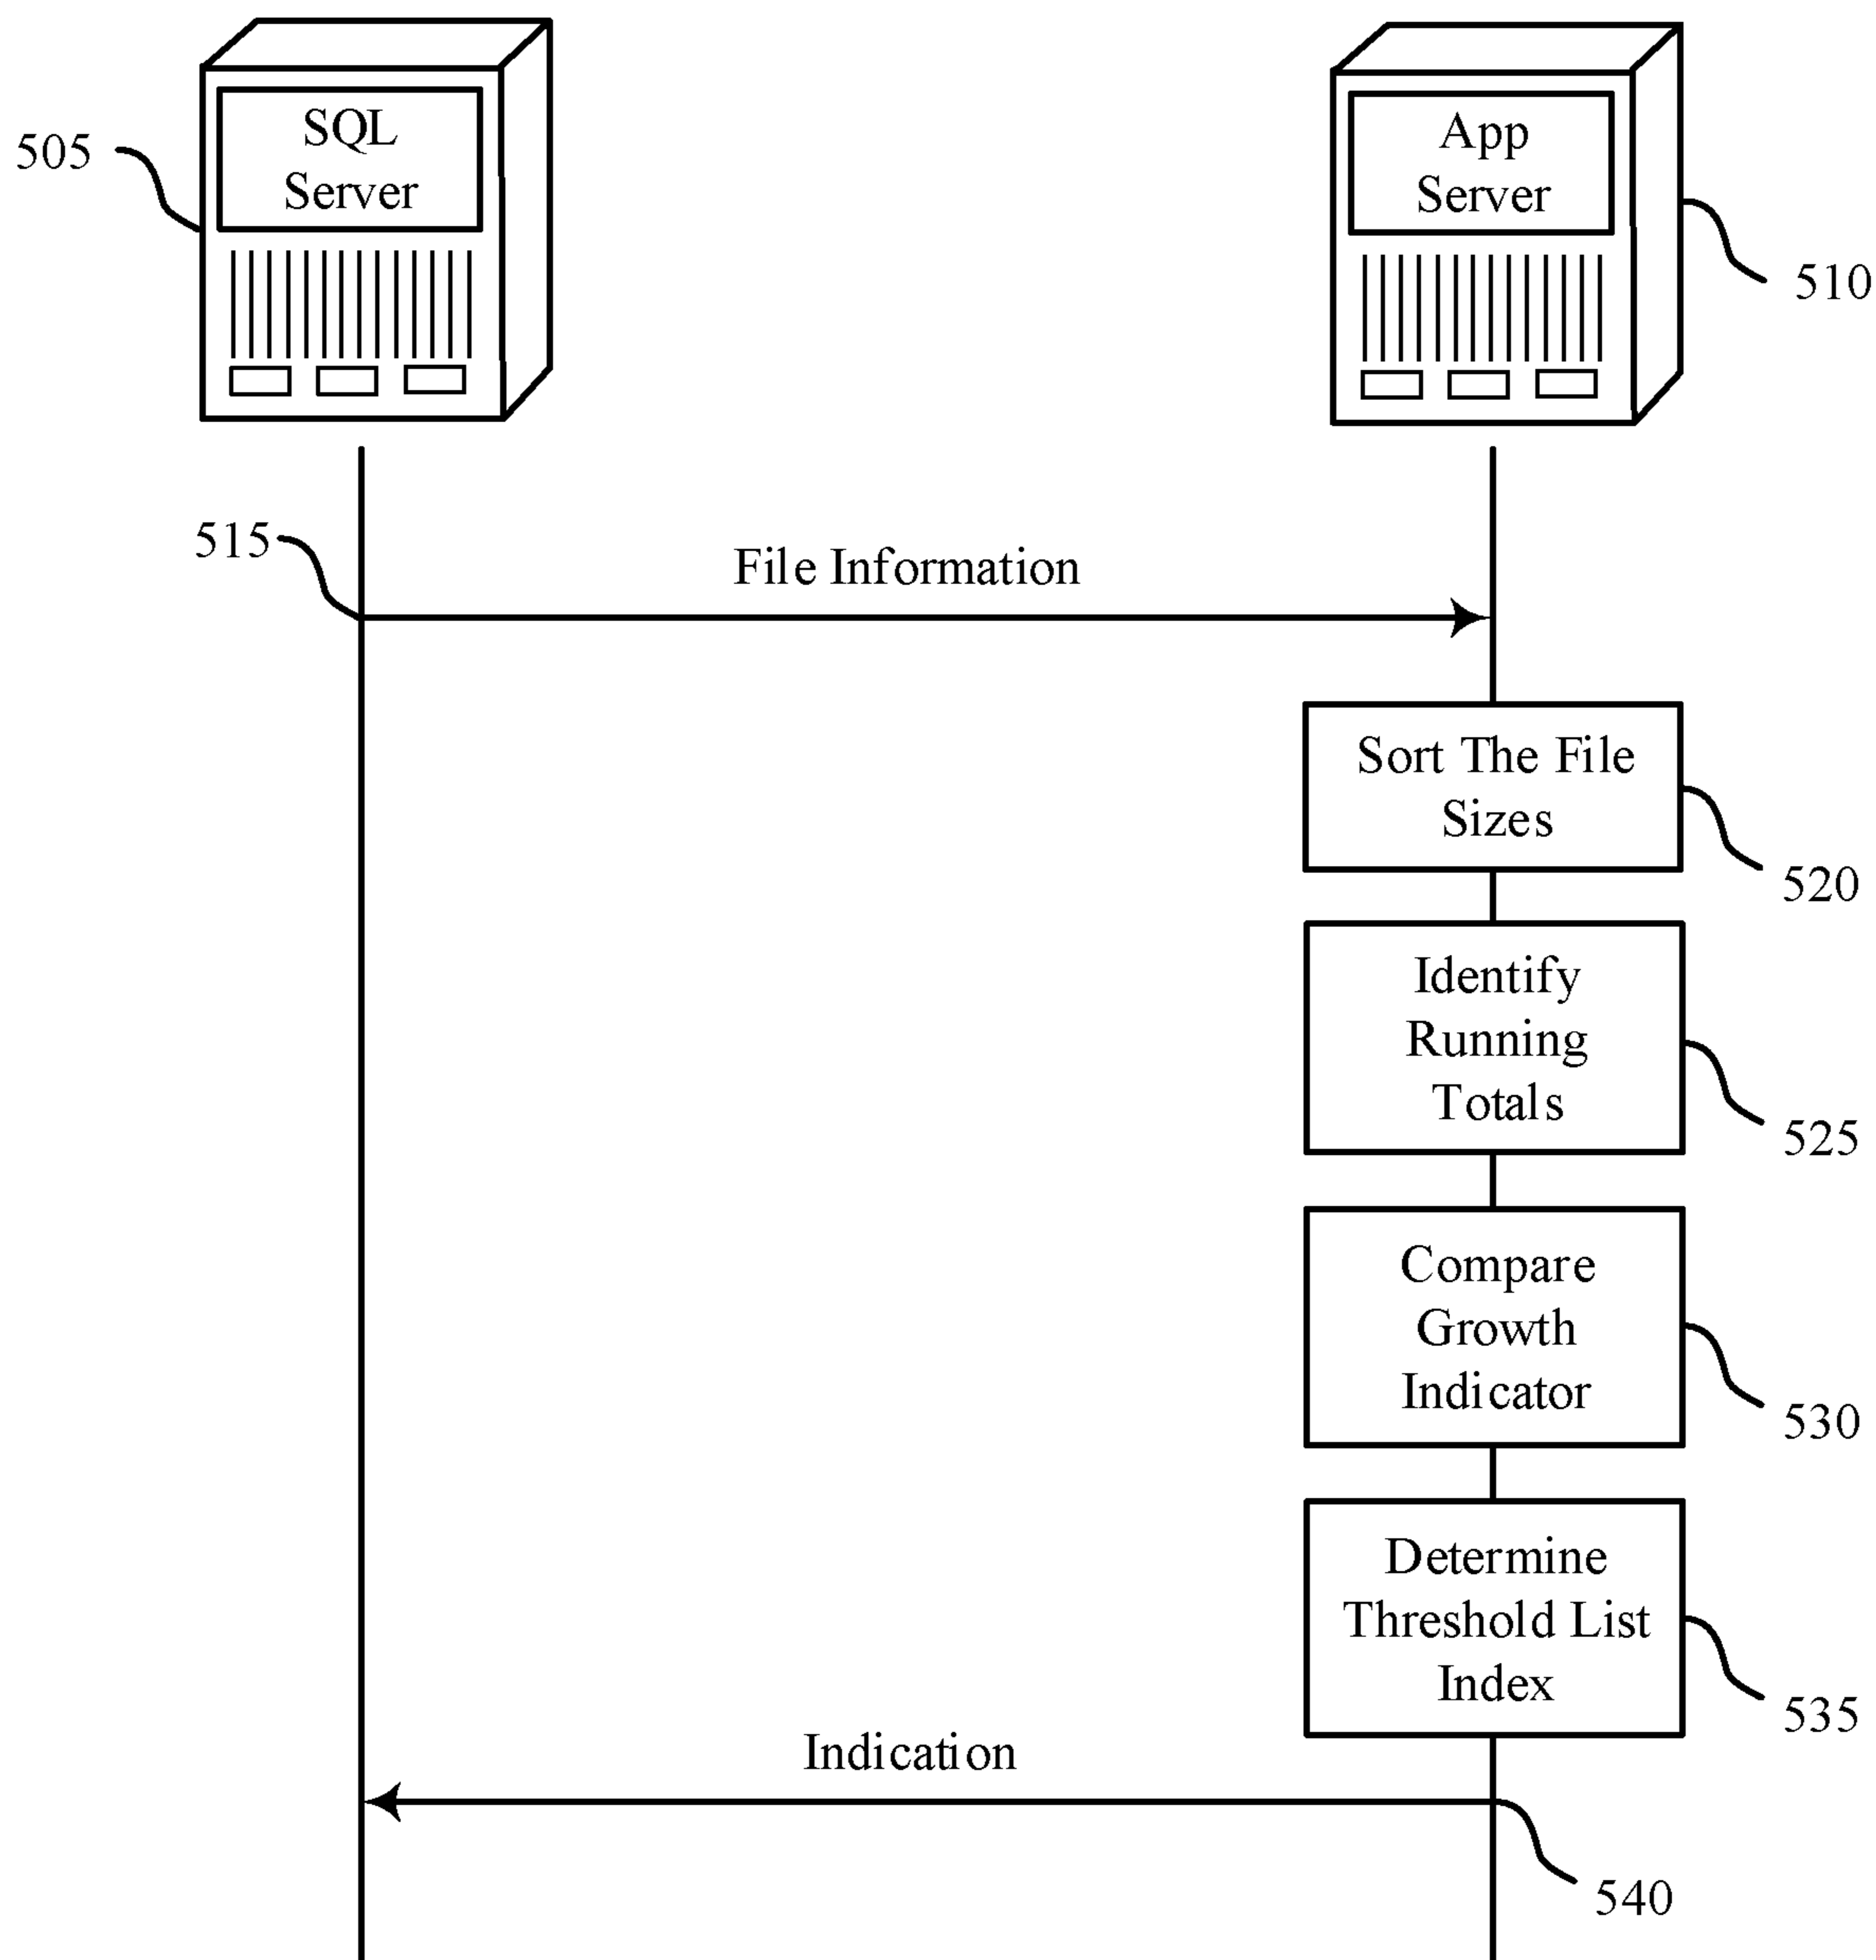 SQL
Server
505
App
Server
510
515
File Information
Sort The File
Sizes
520
Identify
Running
Totals
525
Compare
Growth
Indicator
530
Determine
Threshold List
Index
535
Indication
540